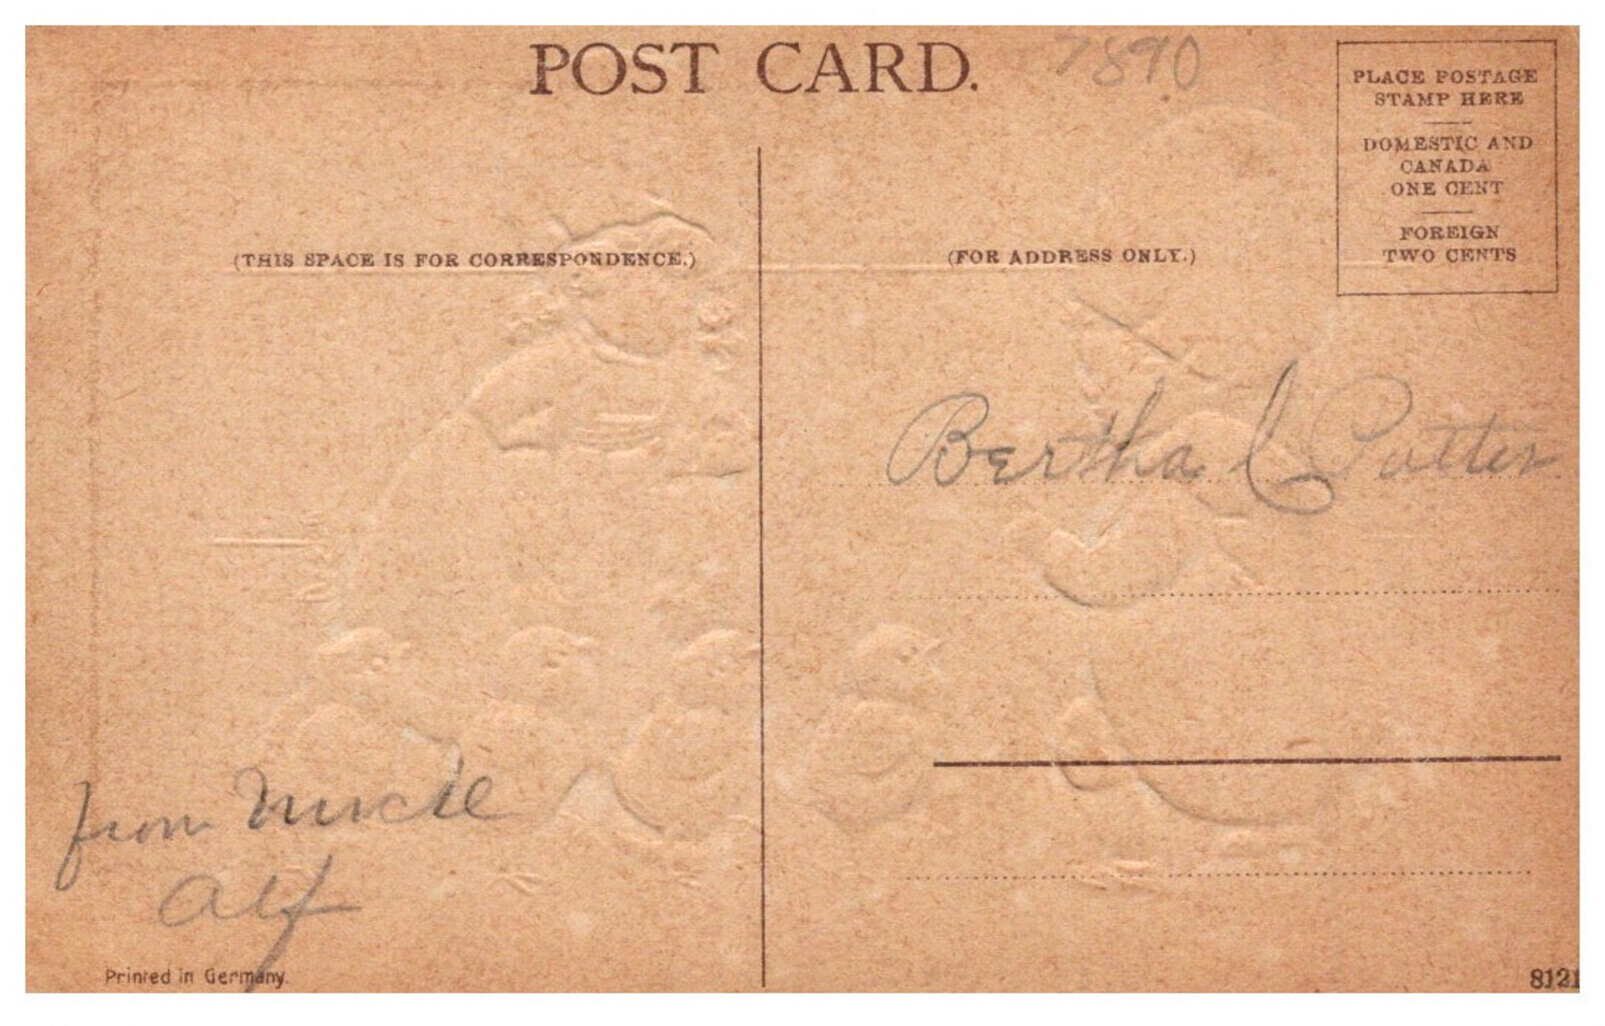 POST CARD.
7890
PLACE POSTAGE
STAMP HERE
DOMESTIC AND
CANADA
ONE CENT
FOREIGN
TWO CENTS
(THIS SPACE IS FOR CORRESPONDENCE.)
(FOR ADDRESS ONLY.)
Bertha C Potter
from Uncle
Alf
Printed in Germany.
8121